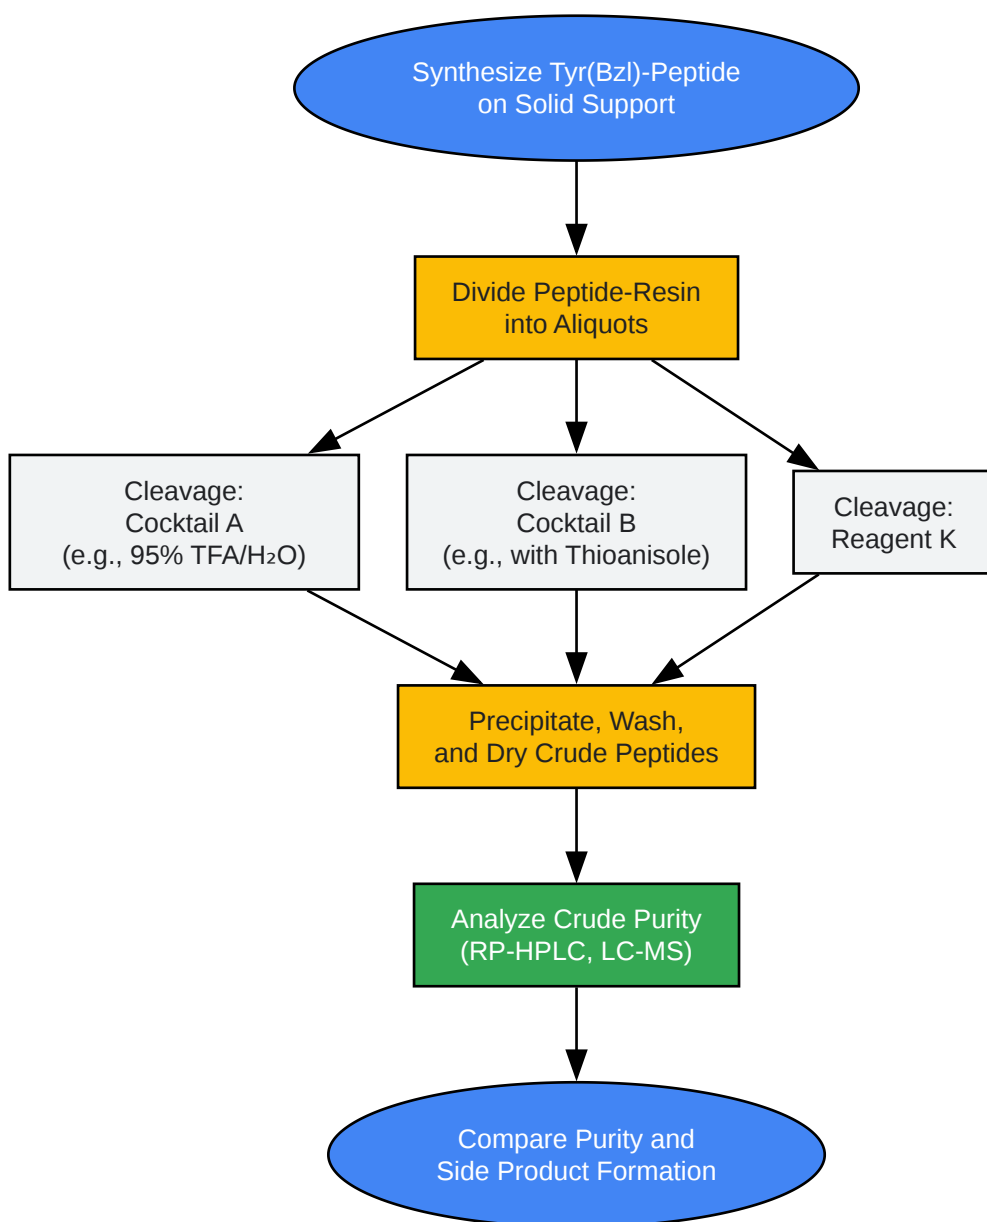 Synthesize Tyr(Bzl)-Peptide
on Solid Support
Divide Peptide-Resin
into Aliquots
Cleavage:
Cocktail A
(e.g., 95% TFA/H₂O)
Cleavage:
Cocktail B
(e.g., with Thioanisole)
Cleavage:
Reagent K
Precipitate, Wash,
and Dry Crude Peptides
Analyze Crude Purity
(RP-HPLC, LC-MS)
Compare Purity and
Side Product Formation